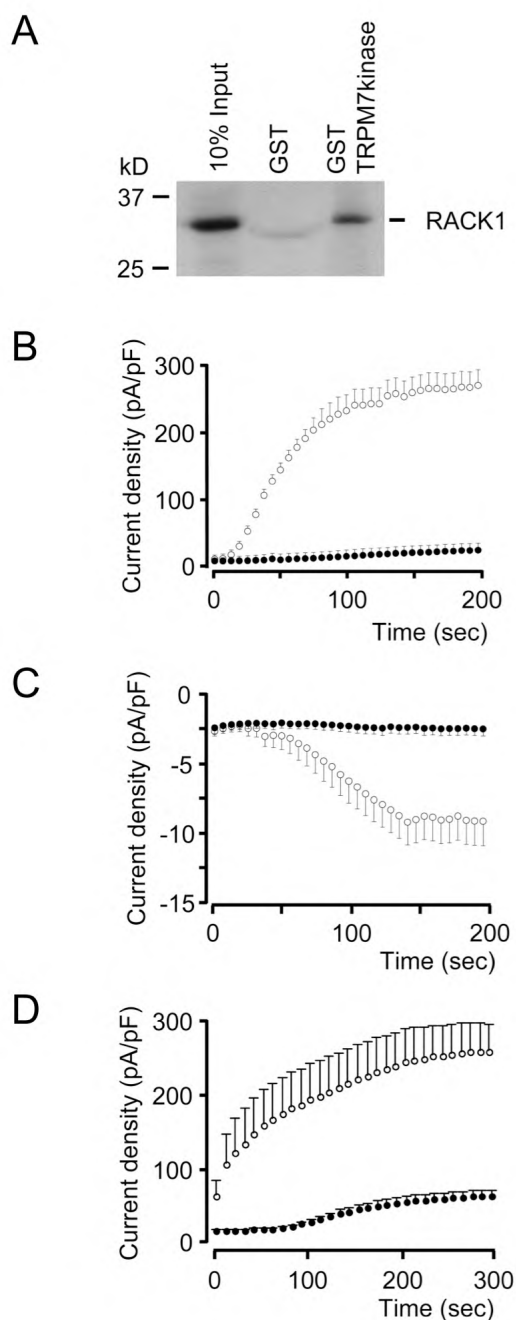 A
10% Input
GST
GST
TRPM7kinase
kD
37
25
RACK1
B
Current density (pA/pF)
300
200
100
0
0
100
200
Time (sec)
C
Current density (pA/pF)
0
-5
-10
-15
0
100
200
Time (sec)
D
Current density (pA/pF)
300
200
100
0
0
100
200
300
Time (sec)